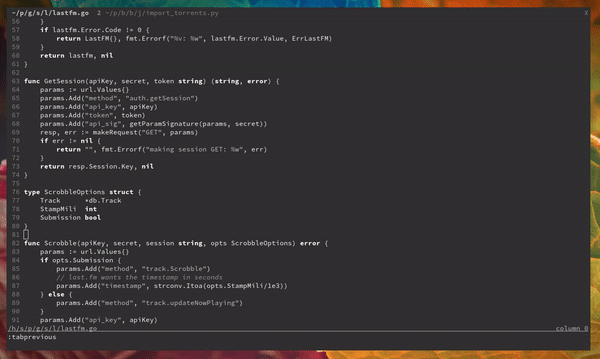 ~/p/g/s/l/lastfm.go  2 ~/p/b/b/j/import_torrents.py X
56
57     if lastfm.Error.Code != 0 {
58         return LastFM{}, fmt.Errorf("%v: %w", lastfm.Error.Value, ErrLastFM)
59     }
60     return lastfm, nil
61 }
62
63 func GetSession(apiKey, secret, token string) (string, error) {
64     params := url.Values{}
65     params.Add("method", "auth.getSession")
66     params.Add("api_key", apiKey)
67     params.Add("token", token)
68     params.Add("api_sig", getParamSignature(params, secret))
69     resp, err := makeRequest("GET", params)
70     if err != nil {
71         return "", fmt.Errorf("making session GET: %w", err)
72     }
73     return resp.Session.Key, nil
74 }
75
76 type ScrobbleOptions struct {
77     Track      *db.Track
78     StampMili  int
79     Submission bool
80 }
81
82 func Scrobble(apiKey, secret, session string, opts ScrobbleOptions) error {
83     params := url.Values{}
84     if opts.Submission {
85         params.Add("method", "track.Scrobble")
86         // last.fm wants the timestamp in seconds
87         params.Add("timestamp", strconv.Itoa(opts.StampMili/1e3))
88     } else {
89         params.Add("method", "track.updateNowPlaying")
90     }
91     params.Add("api_key", apiKey)
/h/s/p/g/s/l/lastfm.go column 0
:tabprevious